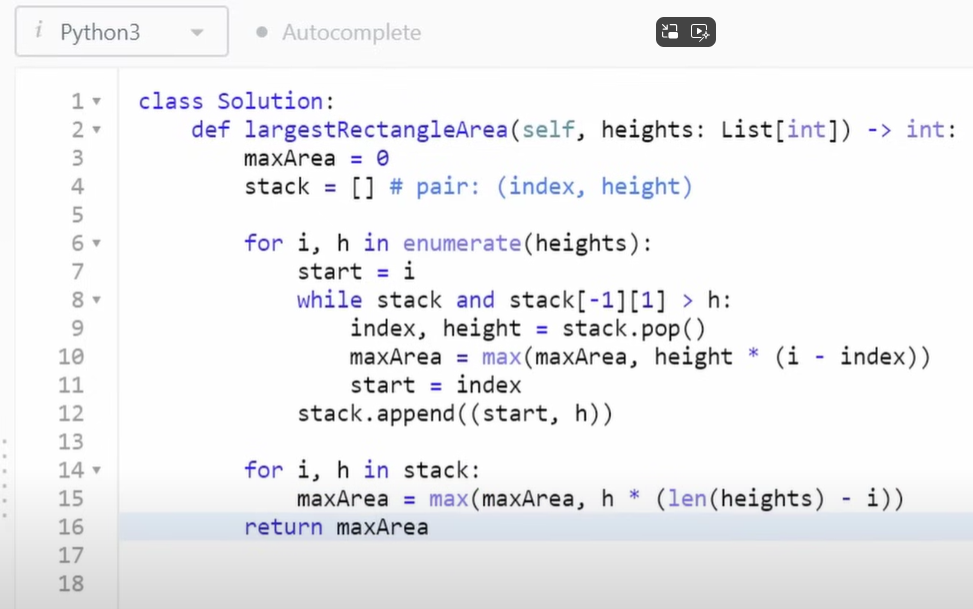 i Python3 Autocomplete
1 class Solution:
2     def largestRectangleArea(self, heights: List[int]) -> int:
3         maxArea = 0
4         stack = [] # pair: (index, height)
5
6         for i, h in enumerate(heights):
7             start = i
8             while stack and stack[-1][1] > h:
9                 index, height = stack.pop()
10                 maxArea = max(maxArea, height * (i - index))
11                 start = index
12             stack.append((start, h))
13
14         for i, h in stack:
15             maxArea = max(maxArea, h * (len(heights) - i))
16         return maxArea
17
18